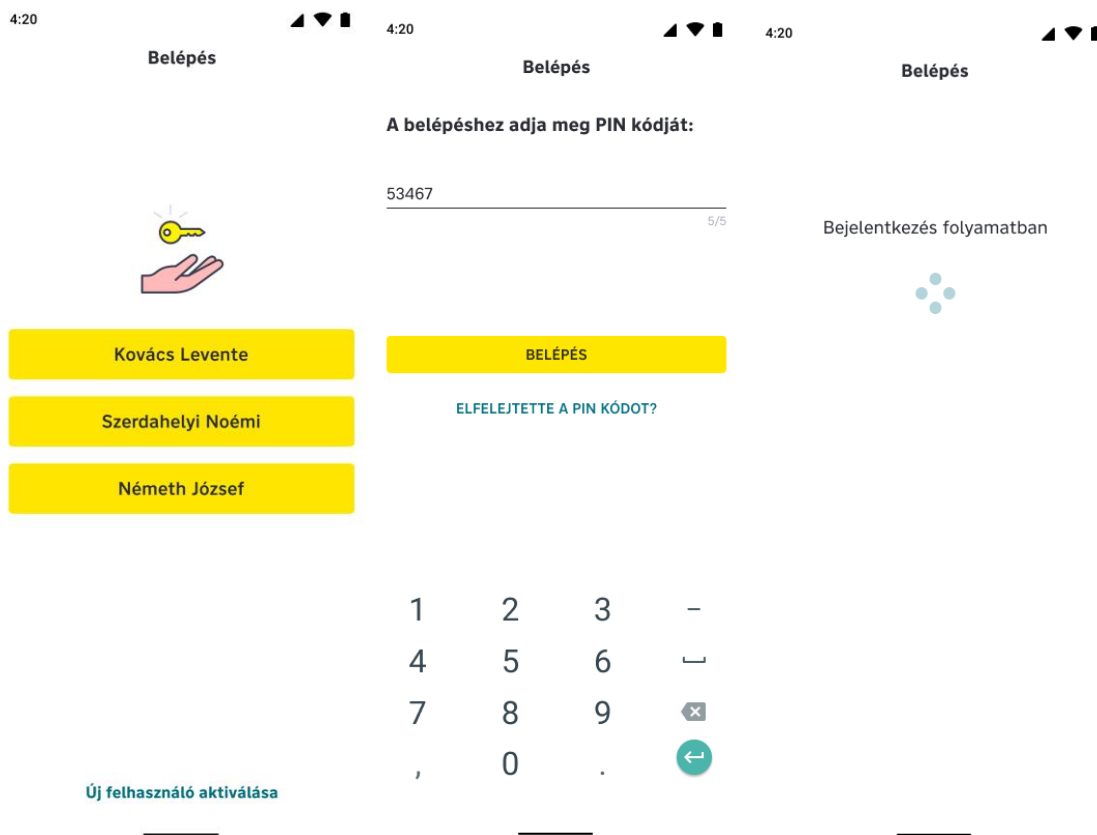 4:20
Belépés
Kovács Levente
Szerdahelyi Noémi
Németh József
Új felhasználó aktiválása
4:20
Belépés
A belépéshez adja meg PIN kódját:
53467
5/5
BELÉPÉS
ELFELEJTETTE A PIN KÓDOT?
1 2 3 –
4 5 6
7 8 9
, 0 .
4:20
Belépés
Bejelentkezés folyamatban